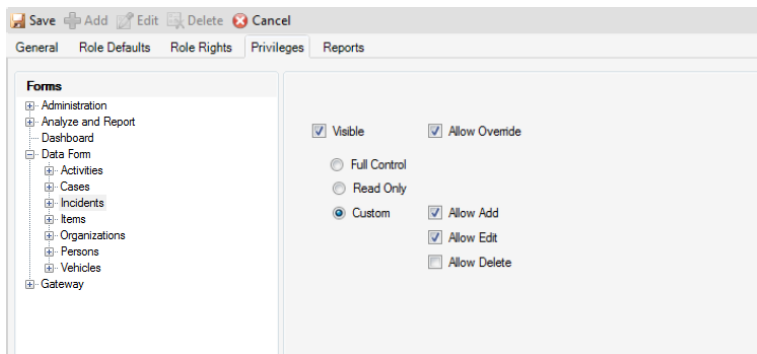 Save Add Edit Delete Cancel
General Role Defaults Role Rights Privileges Reports
Forms
Administration
Analyze and Report
Dashboard
Data Form
Activities
Cases
Incidents
Items
Organizations
Persons
Vehicles
Gateway
Visible Allow Override
Full Control
Read Only
Custom Allow Add
Allow Edit
Allow Delete